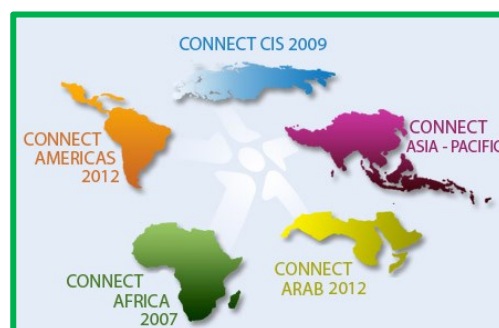 CONNECT CIS 2009
CONNECT
AMERICAS
2012
CONNECT
ASIA - PACIFIC
CONNECT
ARAB 2012
CONNECT
AFRICA
2007